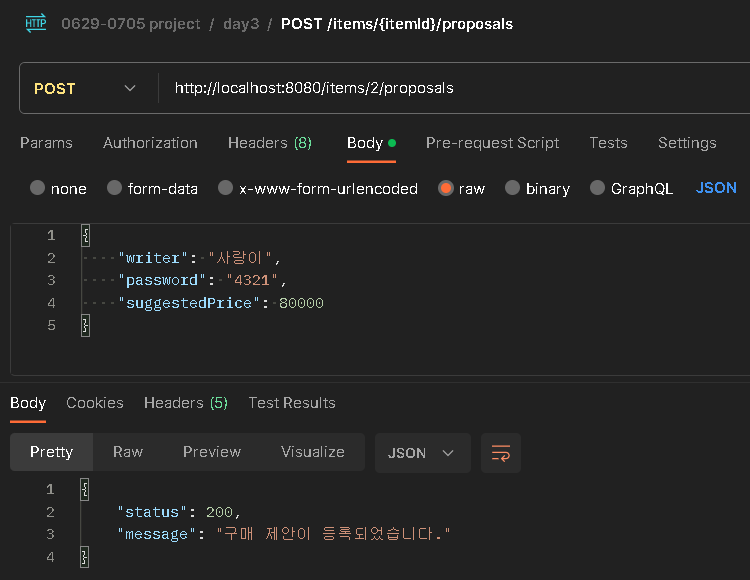 HTTP 0629-0705 project / day3 / POST /items/{itemId}/proposals
POST http://localhost:8080/items/2/proposals
Params Authorization Headers (8) Body Pre-request Script Tests Settings
none form-data x-www-form-urlencoded raw binary GraphQL JSON
1 {
2 "writer": "사랑이",
3 "password": "4321",
4 "suggestedPrice": 80000
5 }
Body Cookies Headers (5) Test Results
Pretty Raw Preview Visualize JSON
1 {
2 "status": 200,
3 "message": "구매 제안이 등록되었습니다."
4 }